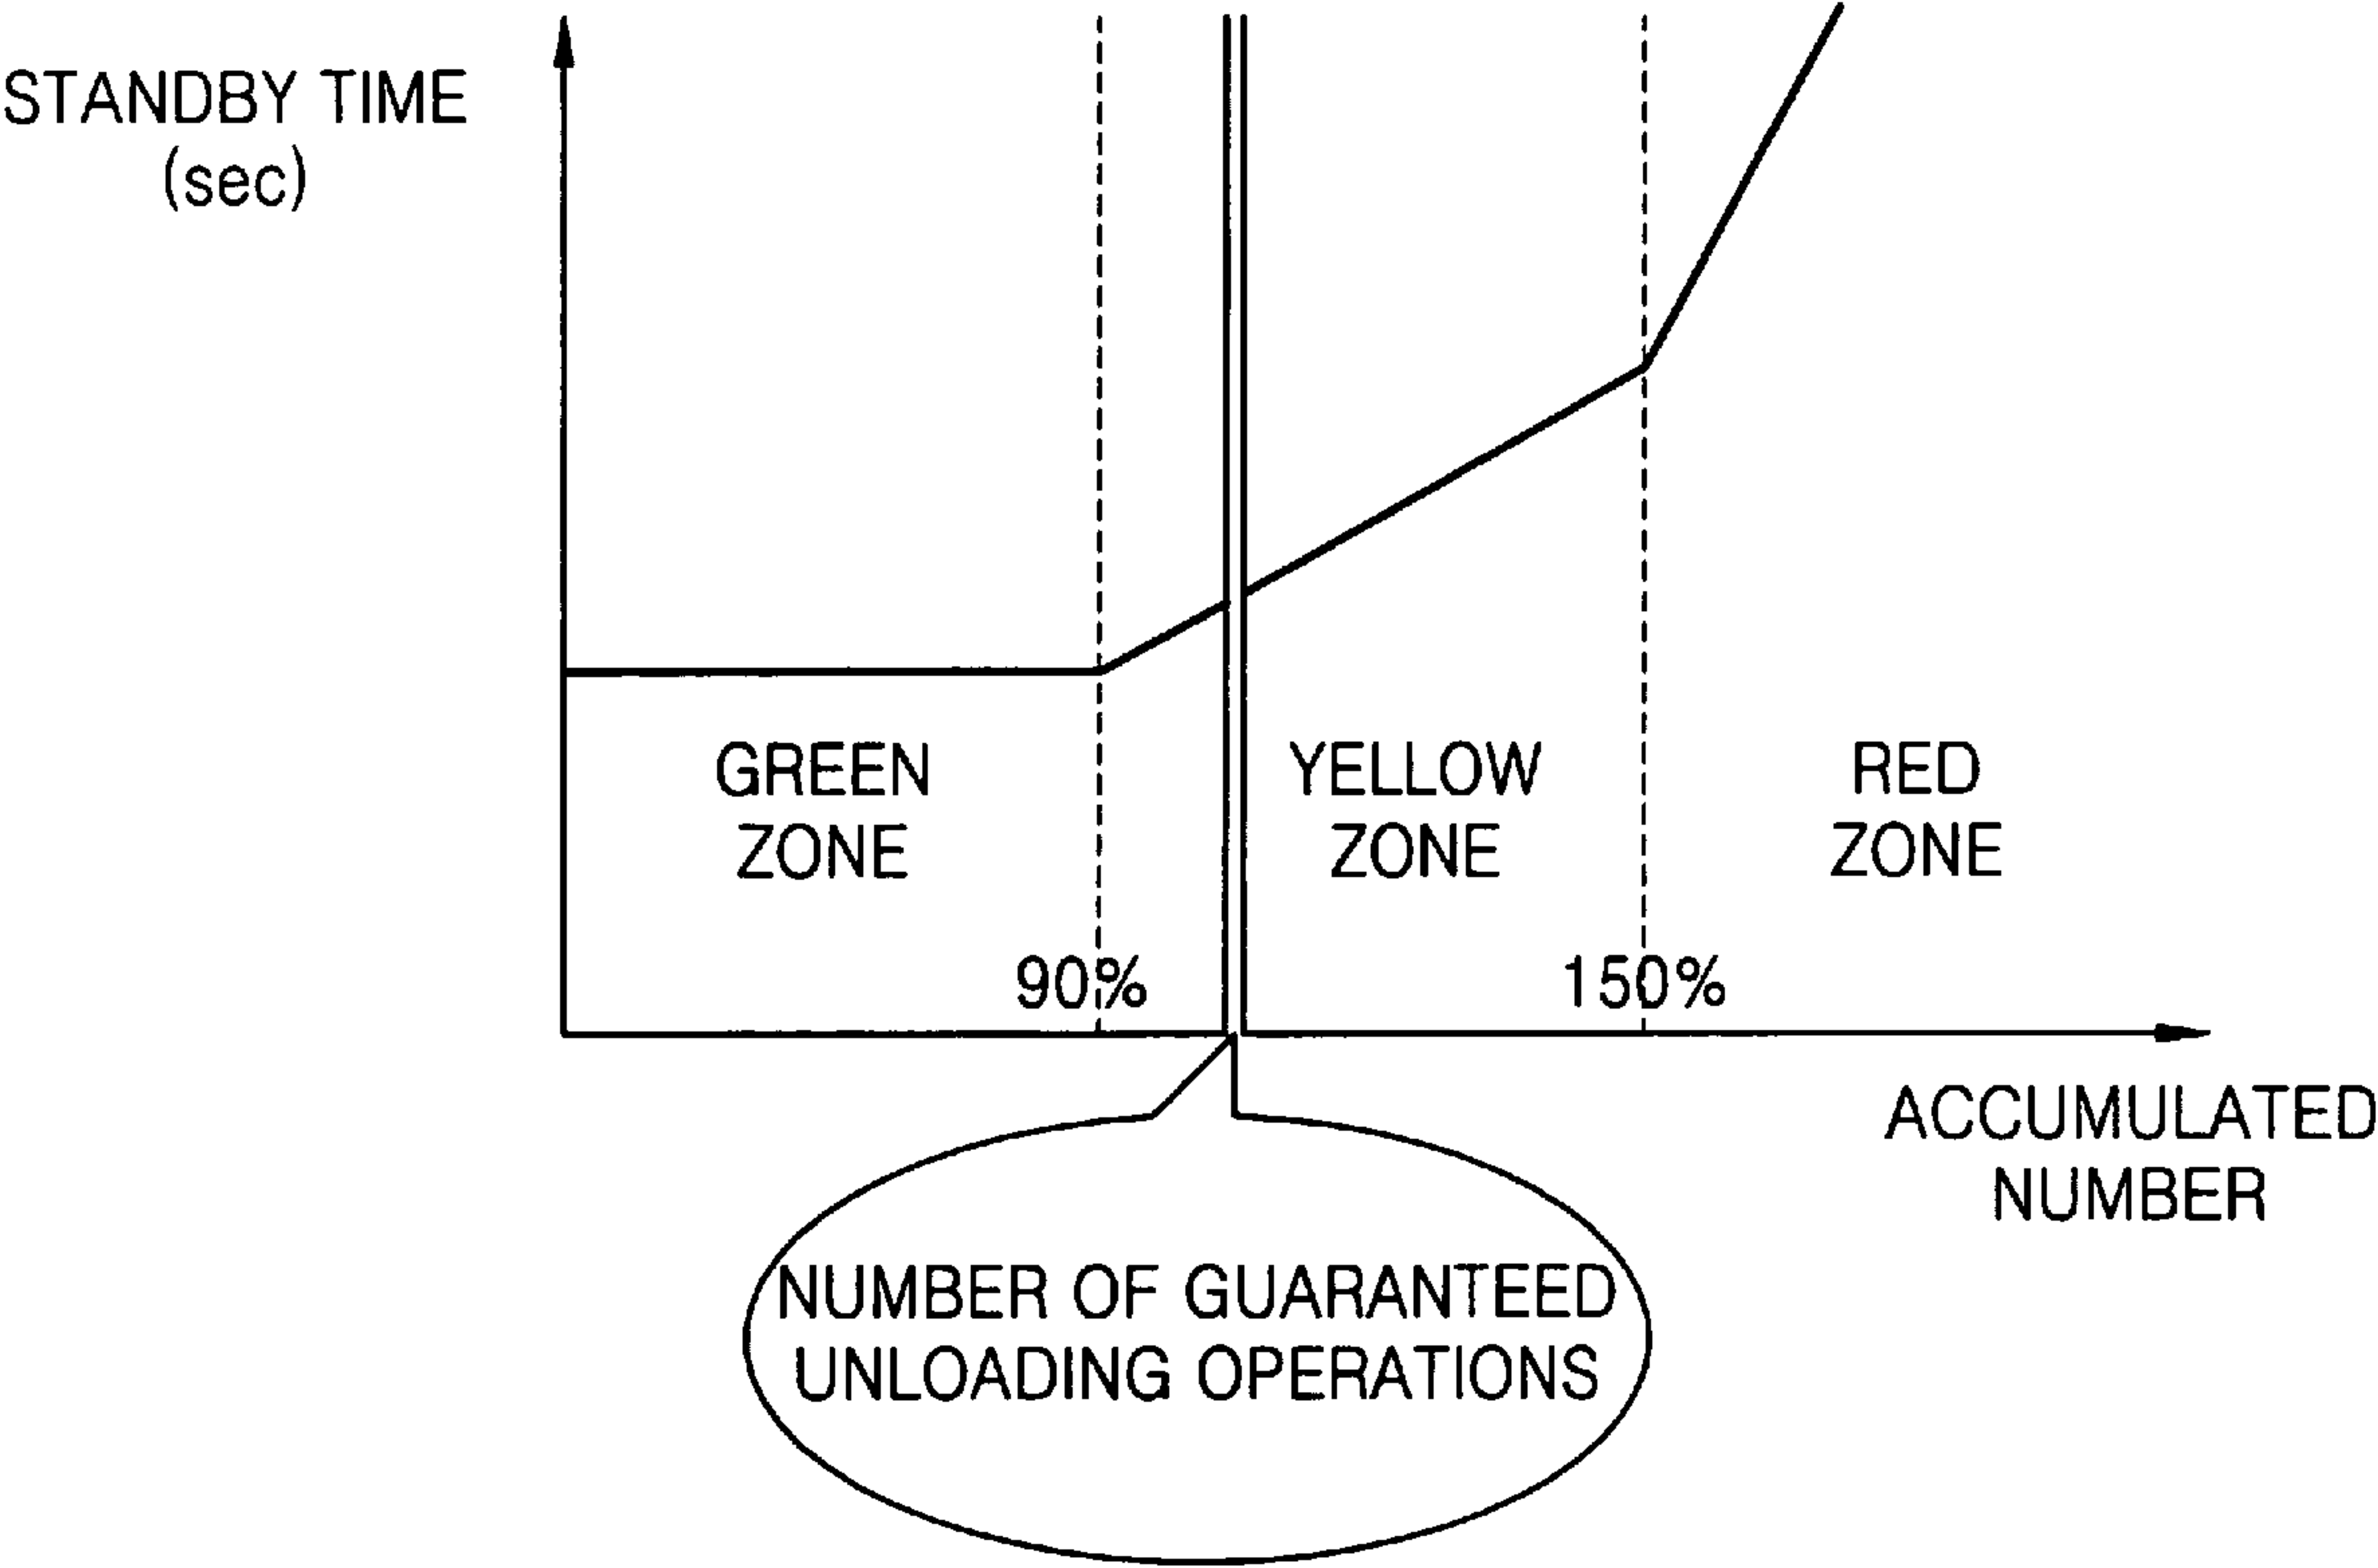 STANDBY TIME
(sec)
GREEN
ZONE
YELLOW
ZONE
RED
ZONE
90%
150%
ACCUMULATED
NUMBER
NUMBER OF GUARANTEED
UNLOADING OPERATIONS